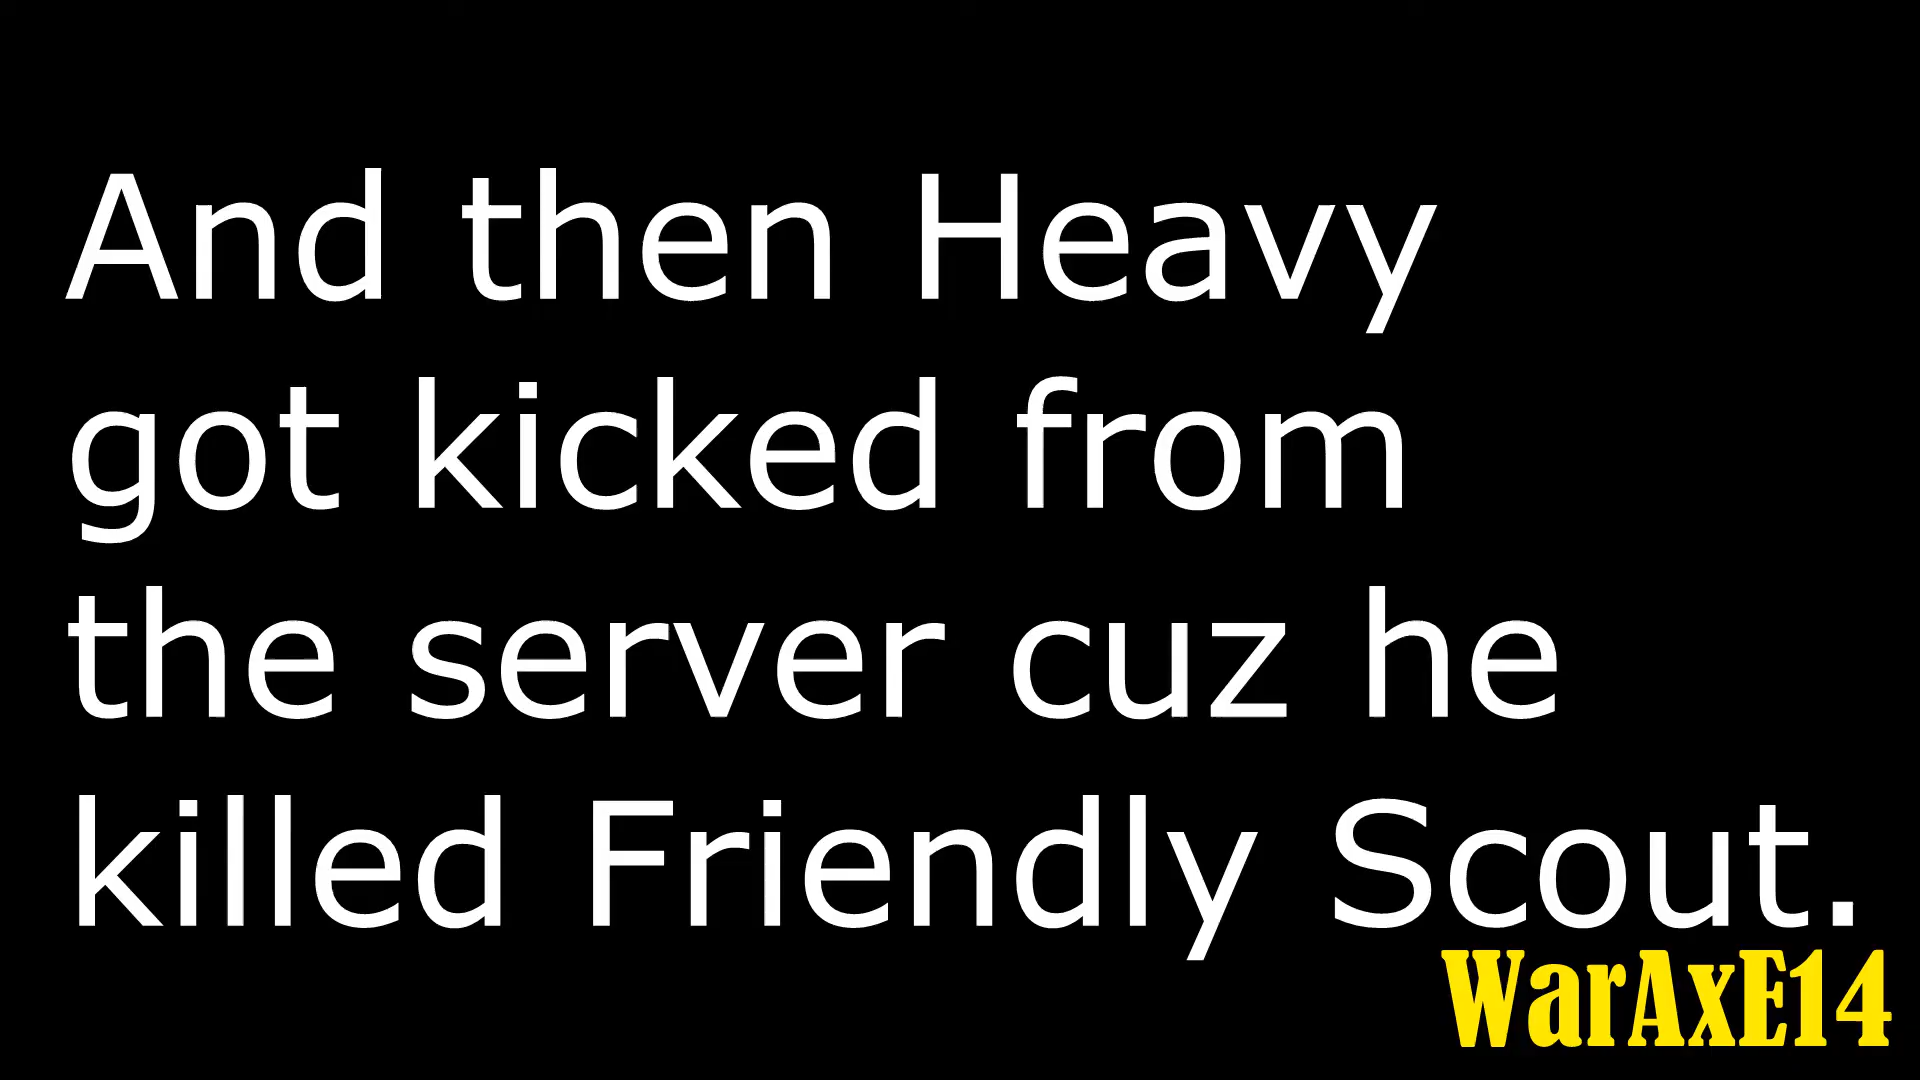 And then Heavy
got kicked from
the server cuz he
killed Friendly Scout.
WarAxE14